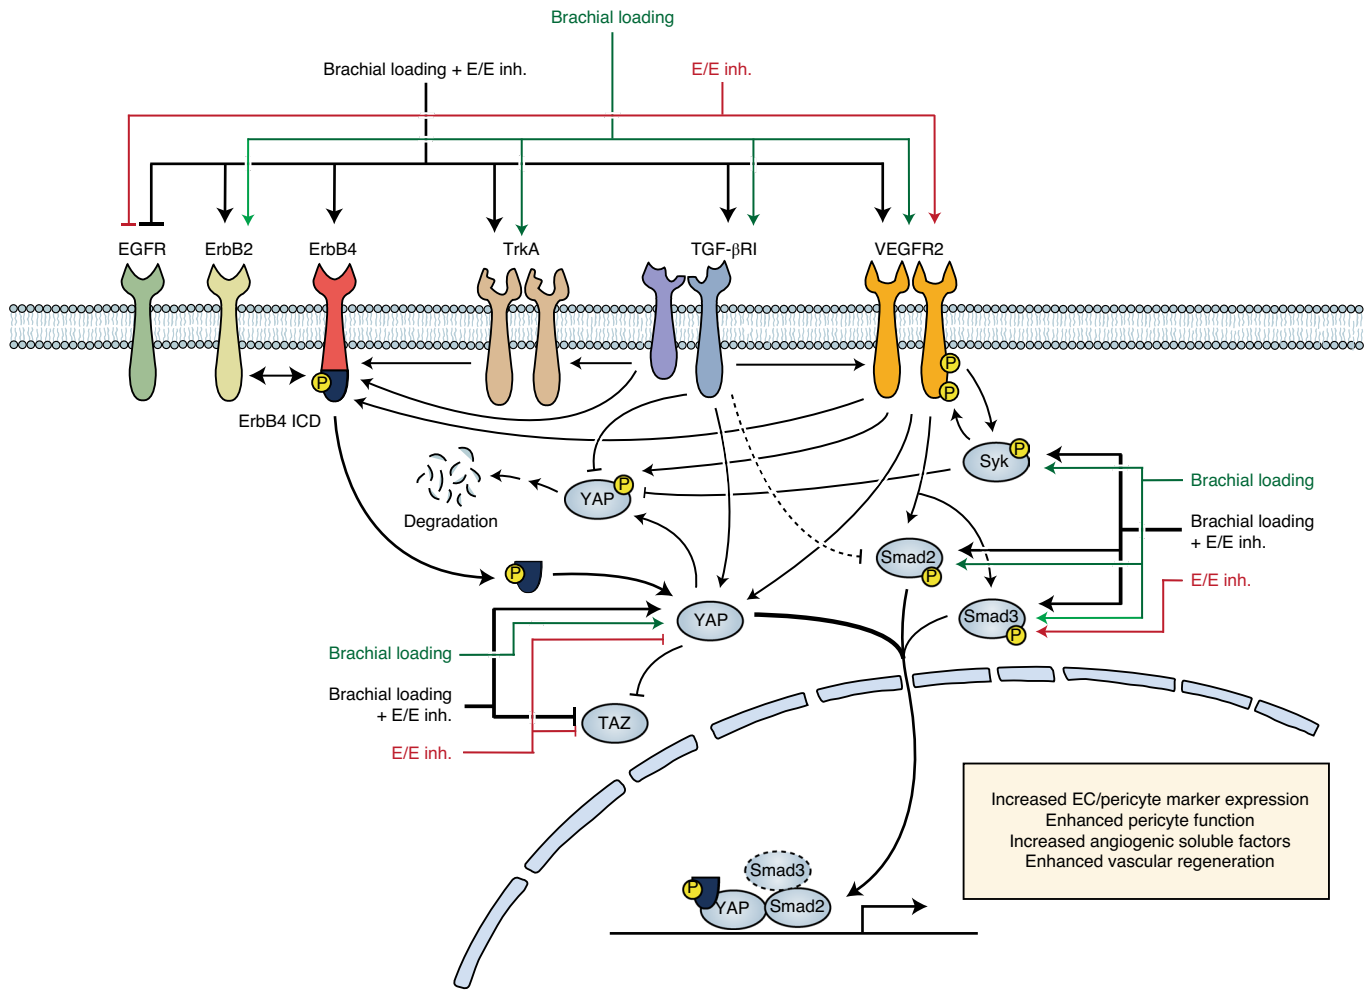 Brachial loading
Brachial loading + E/E inh.
E/E inh.
EGFR
ErbB2
ErbB4
TrkA
TGF-βRI
VEGFR2
P
P
P
ErbB4 ICD
P
Syk
P
YAP
Degradation
Brachial loading
Brachial loading
+ E/E inh.
E/E inh.
Smad2
P
P
YAP
Smad3
P
Brachial loading
Brachial loading
+ E/E inh.
E/E inh.
TAZ
Increased EC/pericyte marker expression
Enhanced pericyte function
Increased angiogenic soluble factors
Enhanced vascular regeneration
Smad3
P
YAP
Smad2